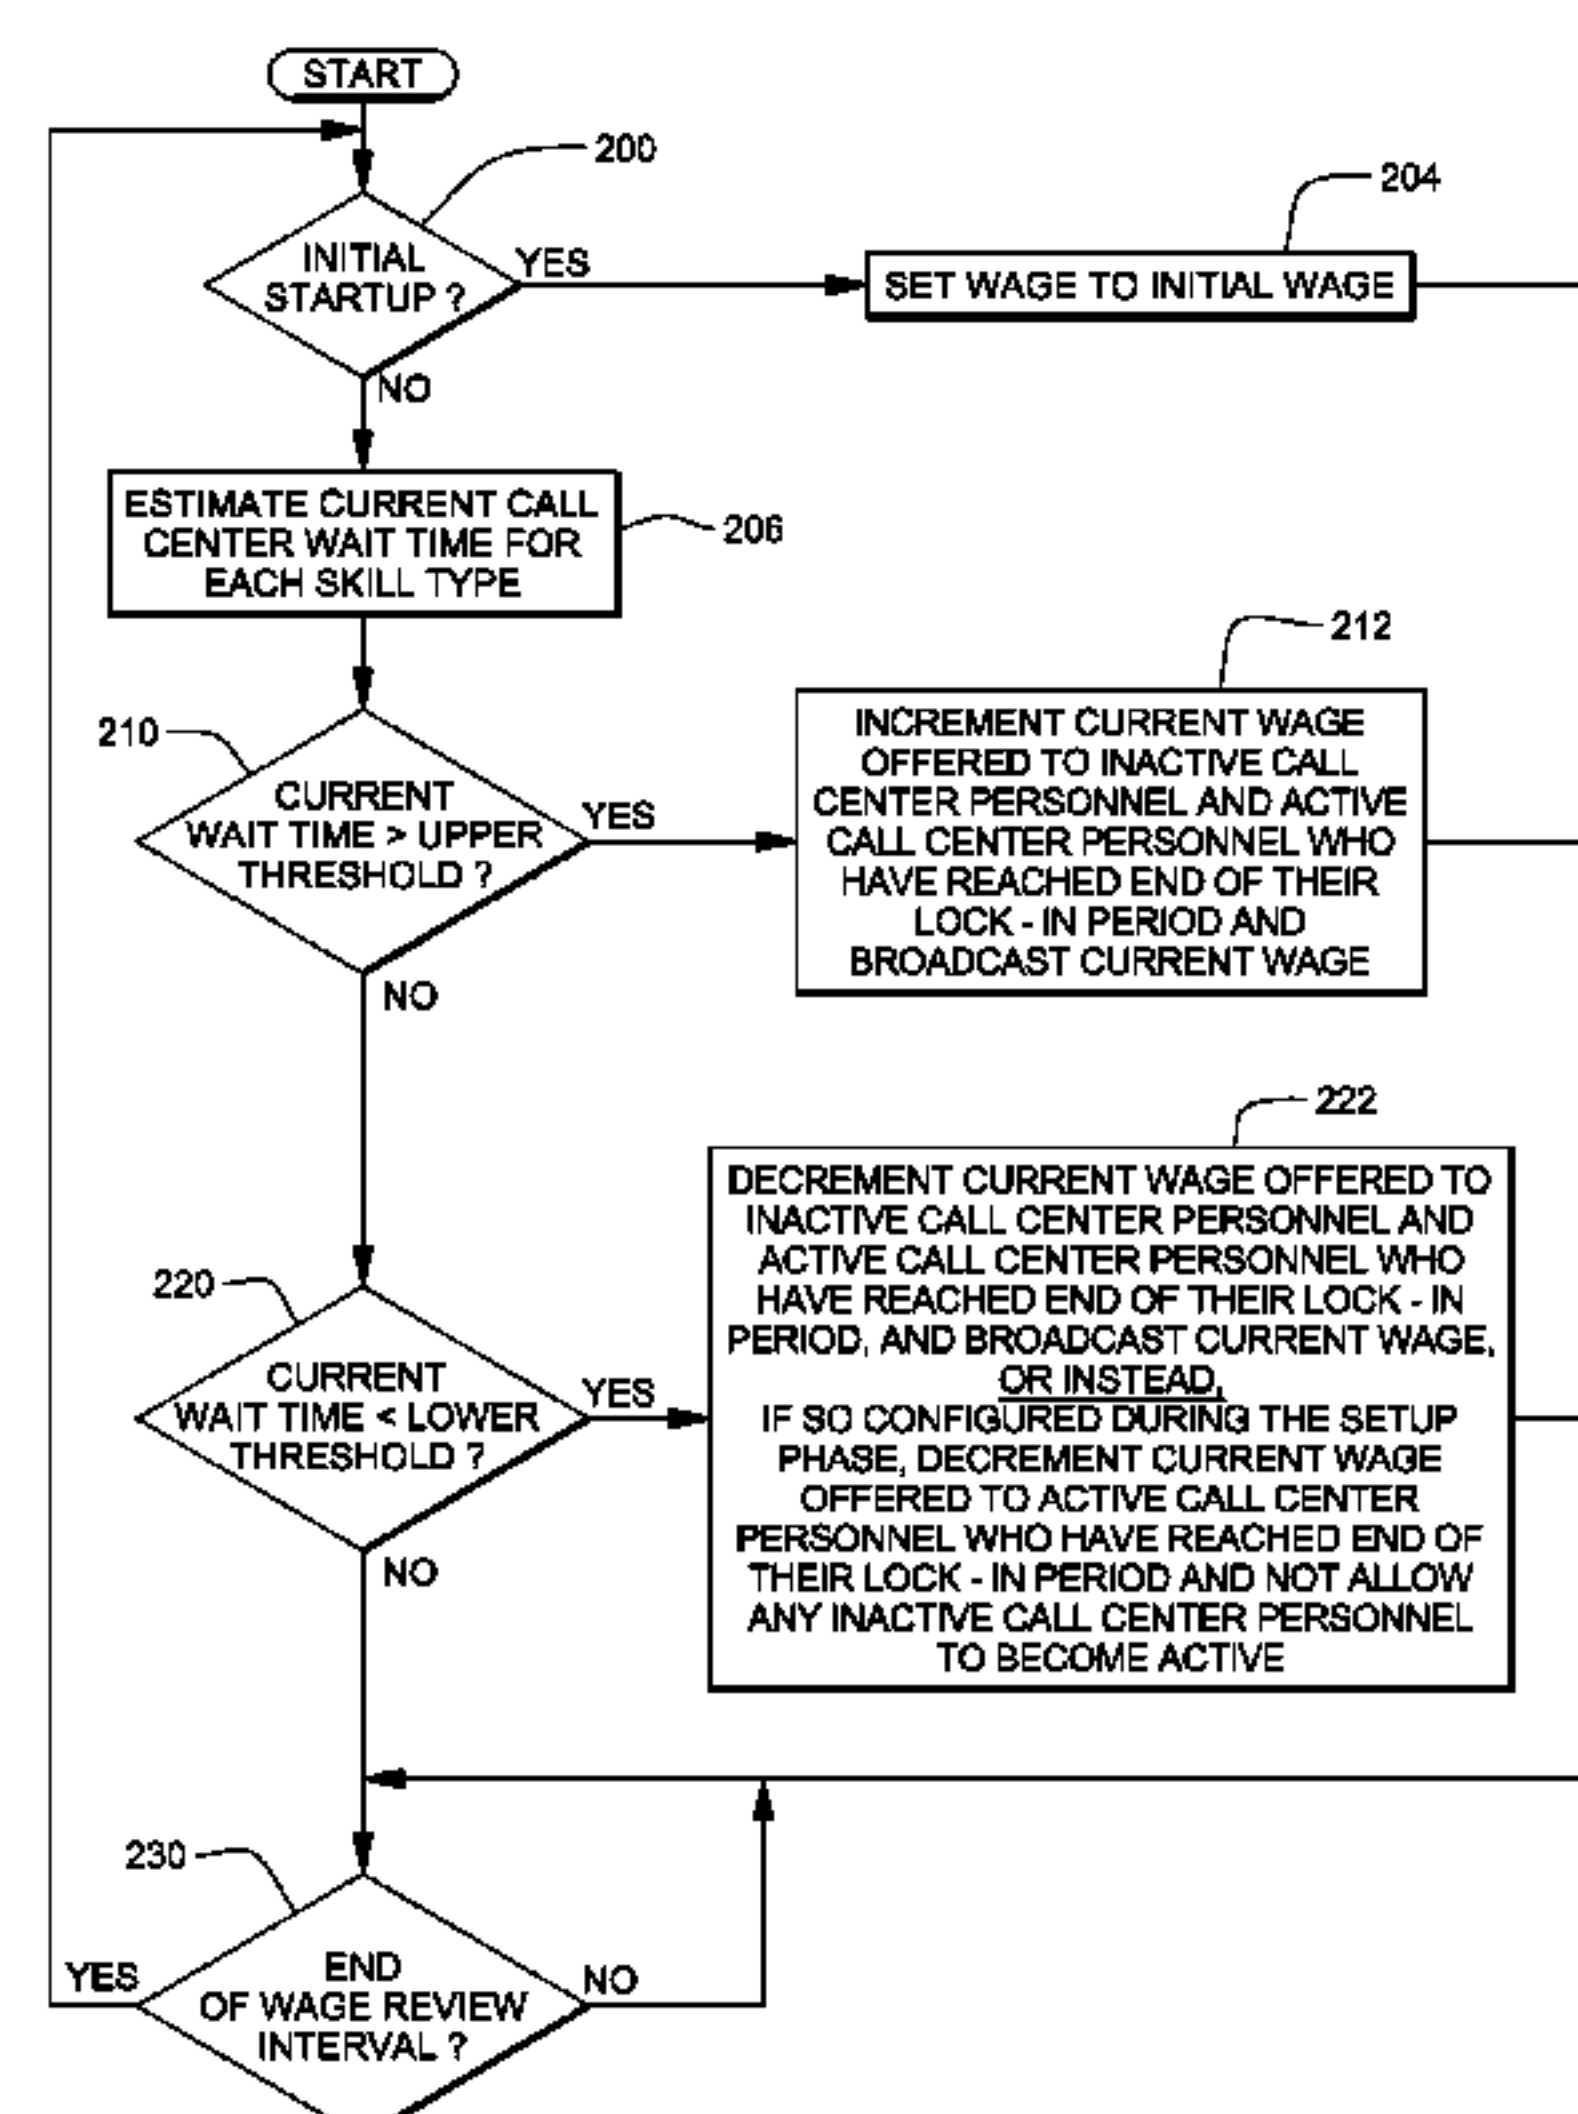 START
200
204
INITIAL
STARTUP ?
YES
SET WAGE TO INITIAL WAGE
NO
ESTIMATE CURRENT CALL
CENTER WAIT TIME FOR
EACH SKILL TYPE
206
212
210
CURRENT
WAIT TIME > UPPER
THRESHOLD ?
YES
INCREMENT CURRENT WAGE
OFFERED TO INACTIVE CALL
CENTER PERSONNEL AND ACTIVE
CALL CENTER PERSONNEL WHO
HAVE REACHED END OF THEIR
LOCK - IN PERIOD AND
BROADCAST CURRENT WAGE
NO
222
220
CURRENT
WAIT TIME < LOWER
THRESHOLD ?
YES
DECREMENT CURRENT WAGE OFFERED TO
INACTIVE CALL CENTER PERSONNEL AND
ACTIVE CALL CENTER PERSONNEL WHO
HAVE REACHED END OF THEIR LOCK - IN
PERIOD, AND BROADCAST CURRENT WAGE,
OR INSTEAD,
IF SO CONFIGURED DURING THE SETUP
PHASE, DECREMENT CURRENT WAGE
OFFERED TO ACTIVE CALL CENTER
PERSONNEL WHO HAVE REACHED END OF
THEIR LOCK - IN PERIOD AND NOT ALLOW
ANY INACTIVE CALL CENTER PERSONNEL
TO BECOME ACTIVE
NO
230
YES
END
OF WAGE REVIEW
INTERVAL ?
NO